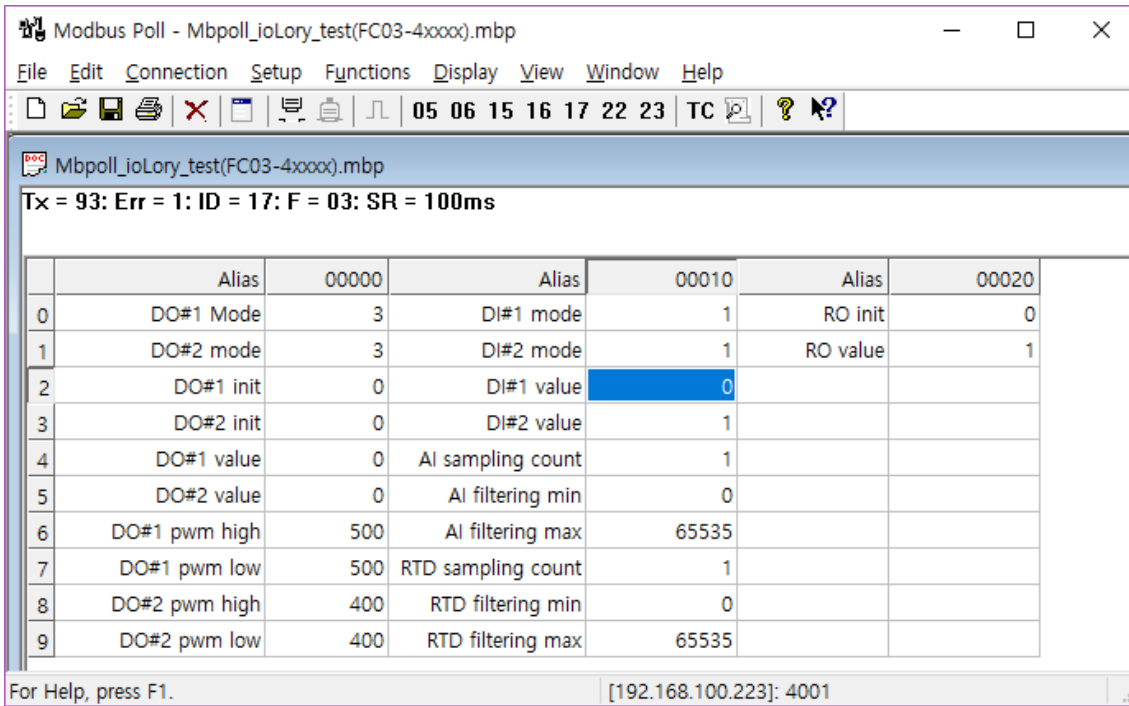 Modbus Poll - Mbpoll_ioLory_test(FC03-4xxxx).mbp
File Edit Connection Setup Functions Display View Window Help
05 06 15 16 17 22 23 TC
DOC Mbpoll_ioLory_test(FC03-4xxxx).mbp
Tx = 93: Err = 1: ID = 17: F = 03: SR = 100ms
Alias 00000 Alias 00010 Alias 00020
0 DO#1 Mode 3 DI#1 mode 1 RO init 0
1 DO#2 mode 3 DI#2 mode 1 RO value 1
2 DO#1 init 0 DI#1 value 0
3 DO#2 init 0 DI#2 value 1
4 DO#1 value 0 AI sampling count 1
5 DO#2 value 0 AI filtering min 0
6 DO#1 pwm high 500 AI filtering max 65535
7 DO#1 pwm low 500 RTD sampling count 1
8 DO#2 pwm high 400 RTD filtering min 0
9 DO#2 pwm low 400 RTD filtering max 65535
For Help, press F1. [192.168.100.223]: 4001